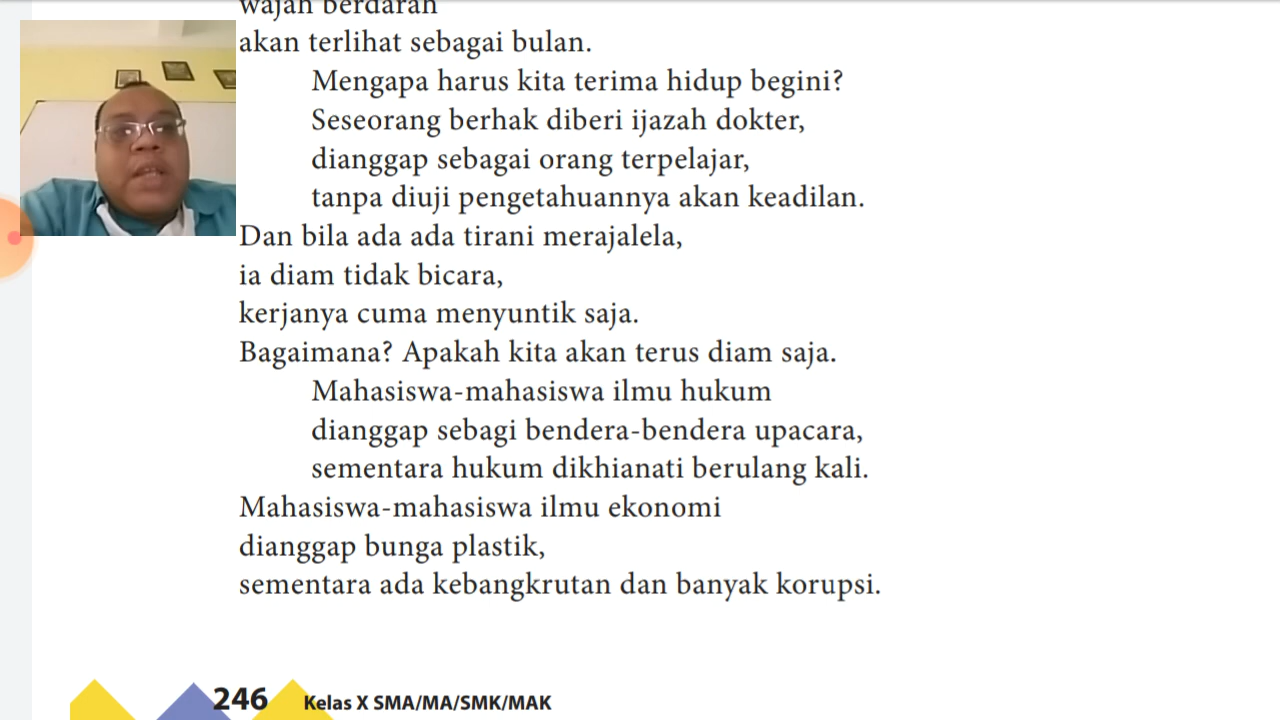 wajah berdarah
akan terlihat sebagai bulan.
Mengapa harus kita terima hidup begini?
Seseorang berhak diberi ijazah dokter,
dianggap sebagai orang terpelajar,
tanpa diuji pengetahuannya akan keadilan.
Dan bila ada ada tirani merajalela,
ia diam tidak bicara,
kerjanya cuma menyuntik saja.
Bagaimana? Apakah kita akan terus diam saja.
Mahasiswa-mahasiswa ilmu hukum
dianggap sebagi bendera-bendera upacara,
sementara hukum dikhianati berulang kali.
Mahasiswa-mahasiswa ilmu ekonomi
dianggap bunga plastik,
sementara ada kebangkrutan dan banyak korupsi.
246 Kelas X SMA/MA/SMK/MAK